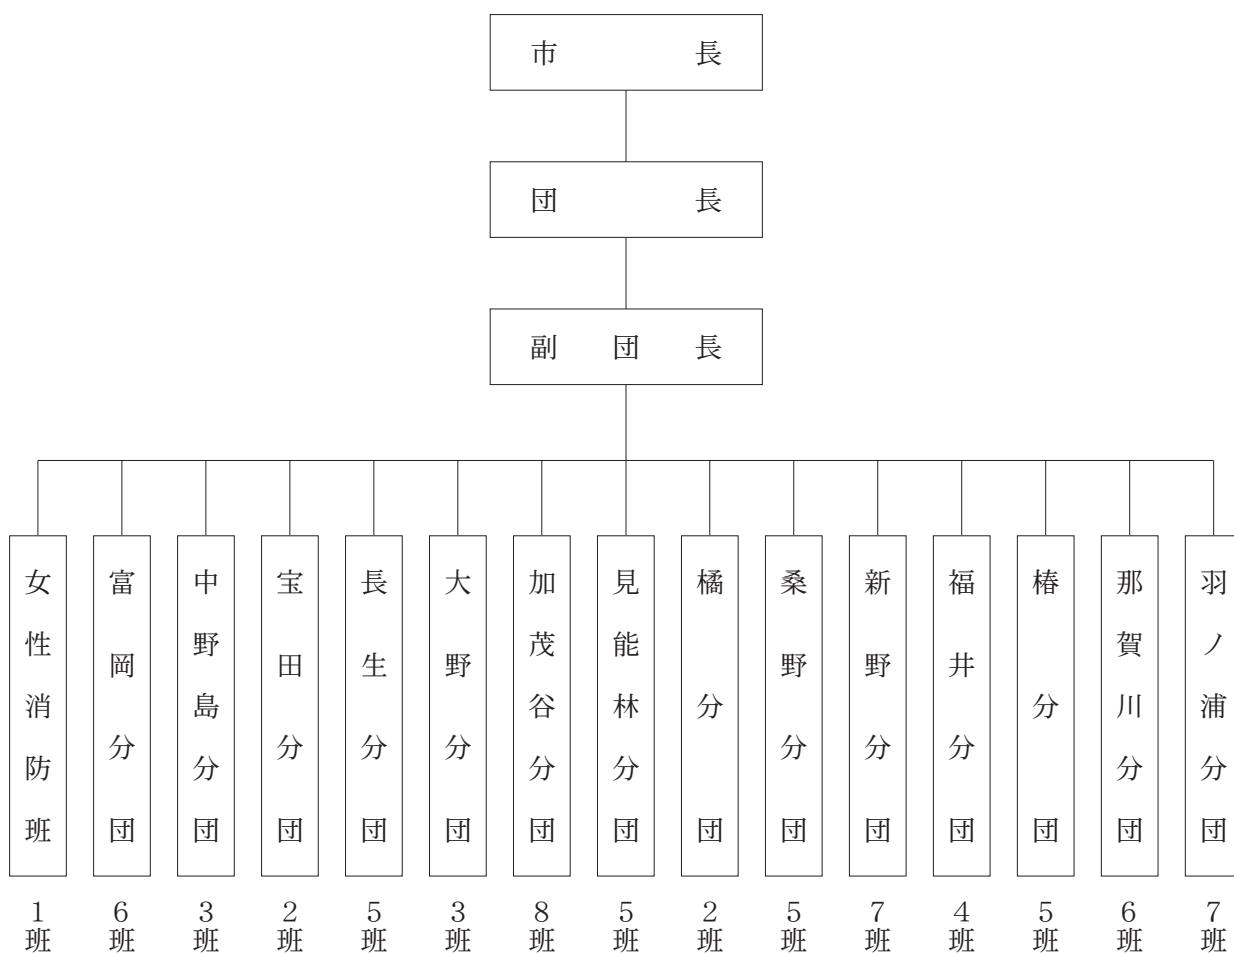 市長
団長
副団長
女性消防班
富岡分団
中野島分団
宝田分団
長生分団
大野分団
加茂谷分団
見能林分団
橘分団
桑野分団
新野分団
福井分団
椿分団
那賀川分団
羽ノ浦分団
1班
6班
3班
2班
5班
3班
8班
5班
2班
5班
7班
4班
5班
6班
7班